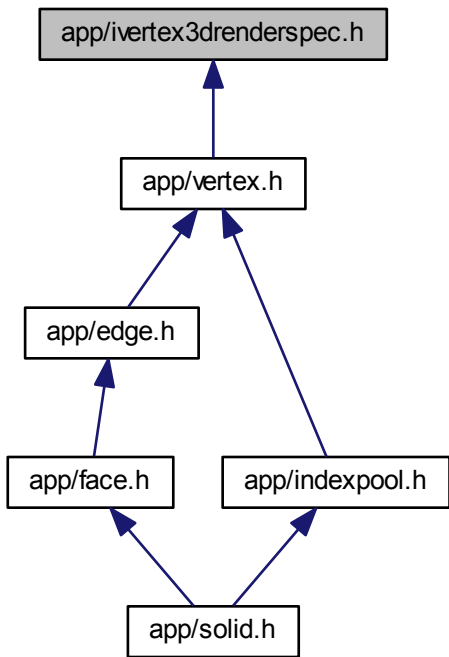 app/ivertex3drenderspec.h
app/vertex.h
app/edge.h
app/face.h
app/indexpool.h
app/solid.h